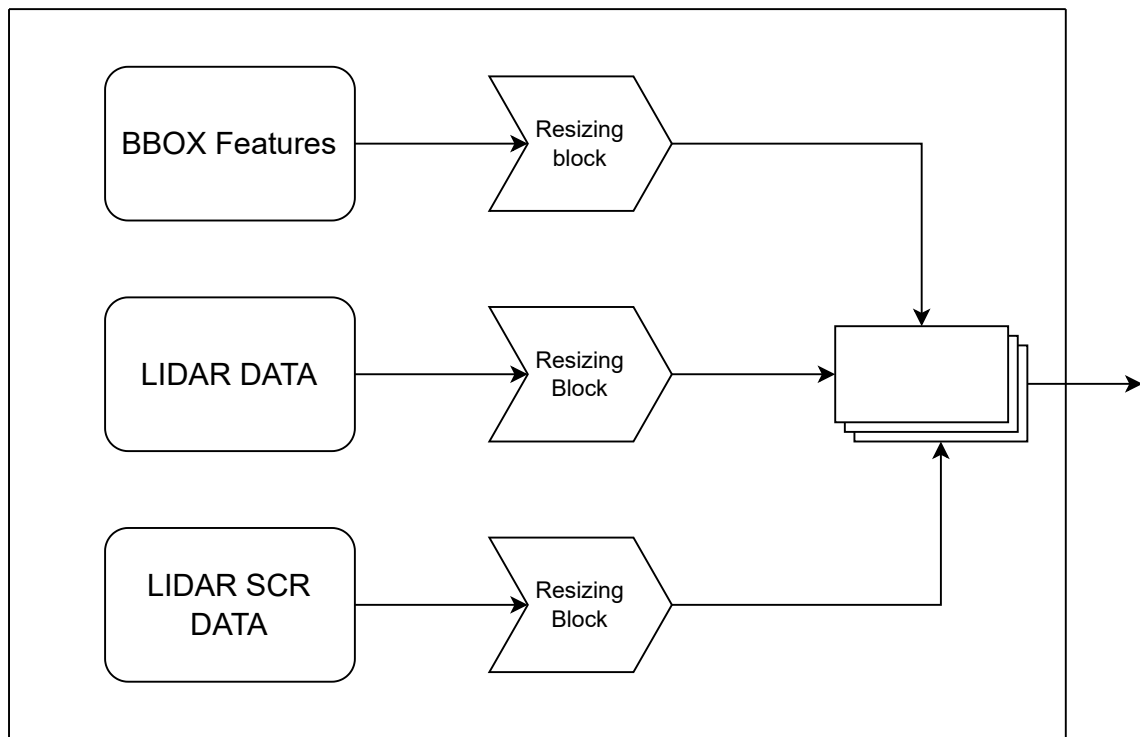 BBOX Features
Resizing
block
LIDAR DATA
Resizing
Block
LIDAR SCR
DATA
Resizing
Block